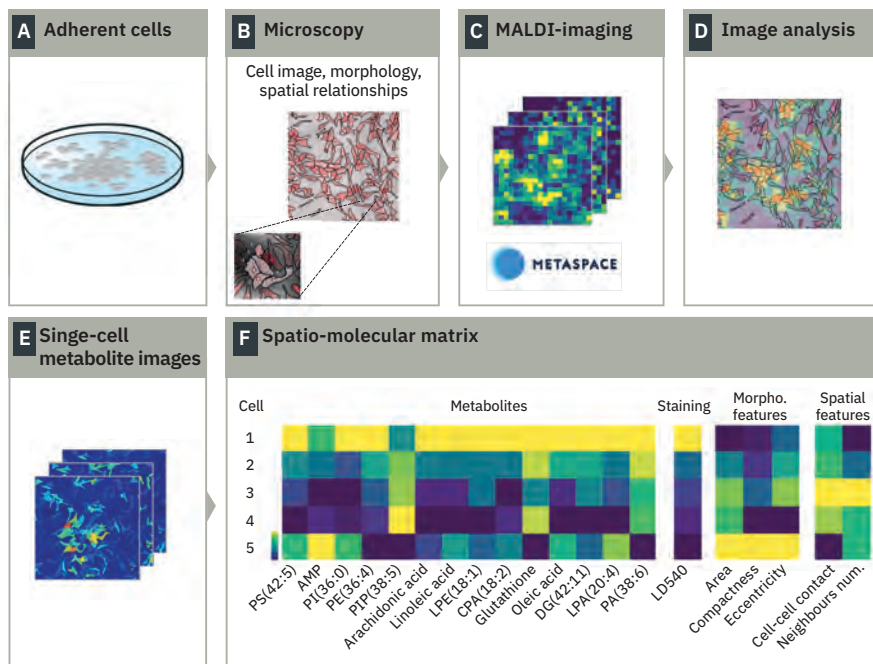 A Adherent cells
B Microscopy
Cell image, morphology,
spatial relationships
C MALDI-imaging
METASPACE
D Image analysis
E Singe-cell
metabolite images
F Spatio-molecular matrix
Cell
Metabolites
Staining
Morpho.
features
Spatial
features
1
2
3
4
5
PS(42:5)
AMP
PI(36:0)
PE(36:4)
PIP(38:5)
Arachidonic acid
Linoleic acid
LPE(18:1)
CPA(18:2)
Glutathione
Oleic acid
DG(42:11)
LPA(20:4)
PA(38:6)
LD540
Area
Compactness
Eccentricity
Cell-cell contact
Neighbours num.